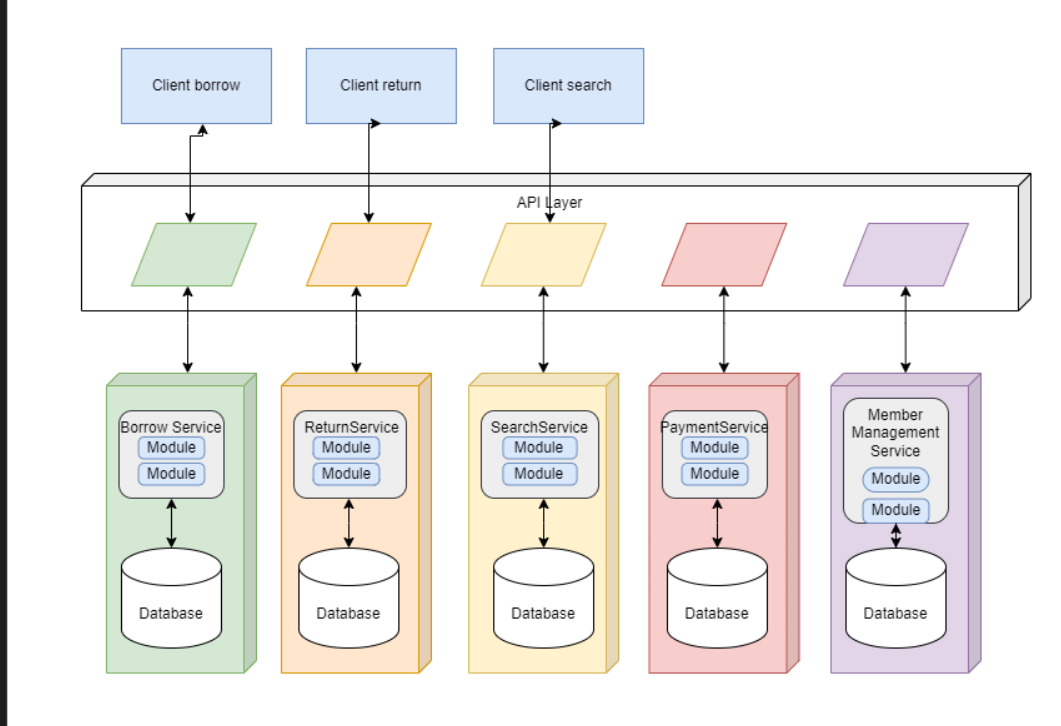 Client borrow
Client return
Client search
API Layer
Borrow Service
Module
Module
Database
ReturnService
Module
Module
Database
SearchService
Module
Module
Database
PaymentService
Module
Module
Database
Member
Management
Service
Module
Module
Database